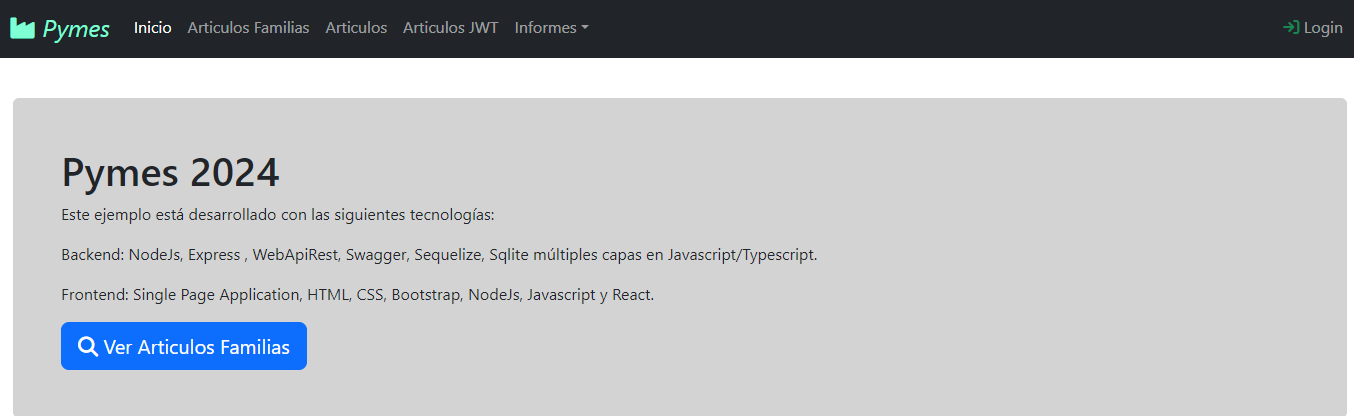 Pymes Inicio Articulos Familias Articulos Articulos JWT Informes Login
Pymes 2024
Este ejemplo está desarrollado con las siguientes tecnologías:
Backend: NodeJs, Express , WebApiRest, Swagger, Sequelize, Sqlite múltiples capas en Javascript/Typescript.
Frontend: Single Page Application, HTML, CSS, Bootstrap, NodeJs, Javascript y React.
Ver Articulos Familias